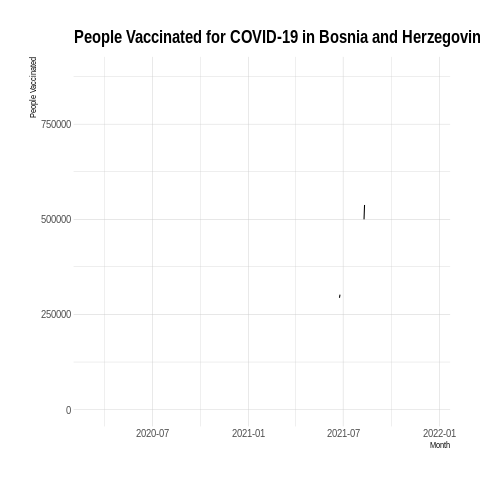 People Vaccinated for COVID-19 in Bosnia and Herzegovin
People Vaccinated
750000
500000
250000
0
2020-07 2021-01 2021-07 2022-01
Month